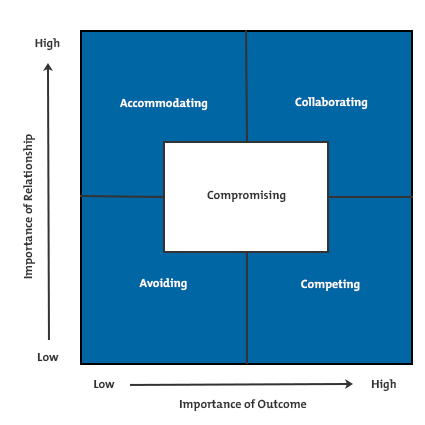 High
Accommodating
Collaborating
Importance of Relationship
Compromising
Avoiding
Competing
Low
Low
High
Importance of Outcome